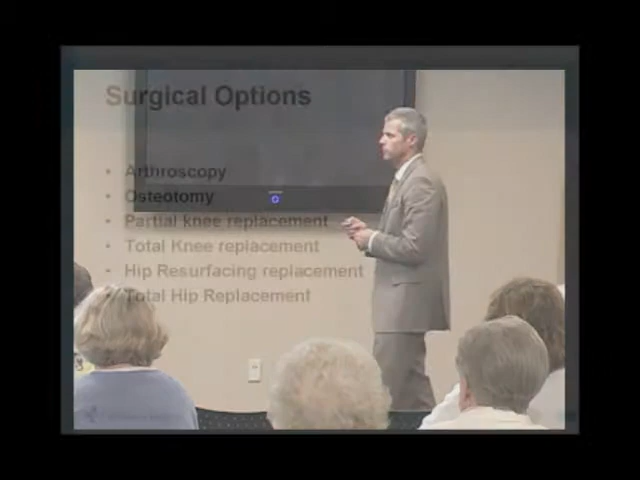 Surgical Options
• Arthroscopy
• Osteotomy
• Partial knee replacement
• Total Knee replacement
• Hip Resurfacing replacement
• Total Hip Replacement